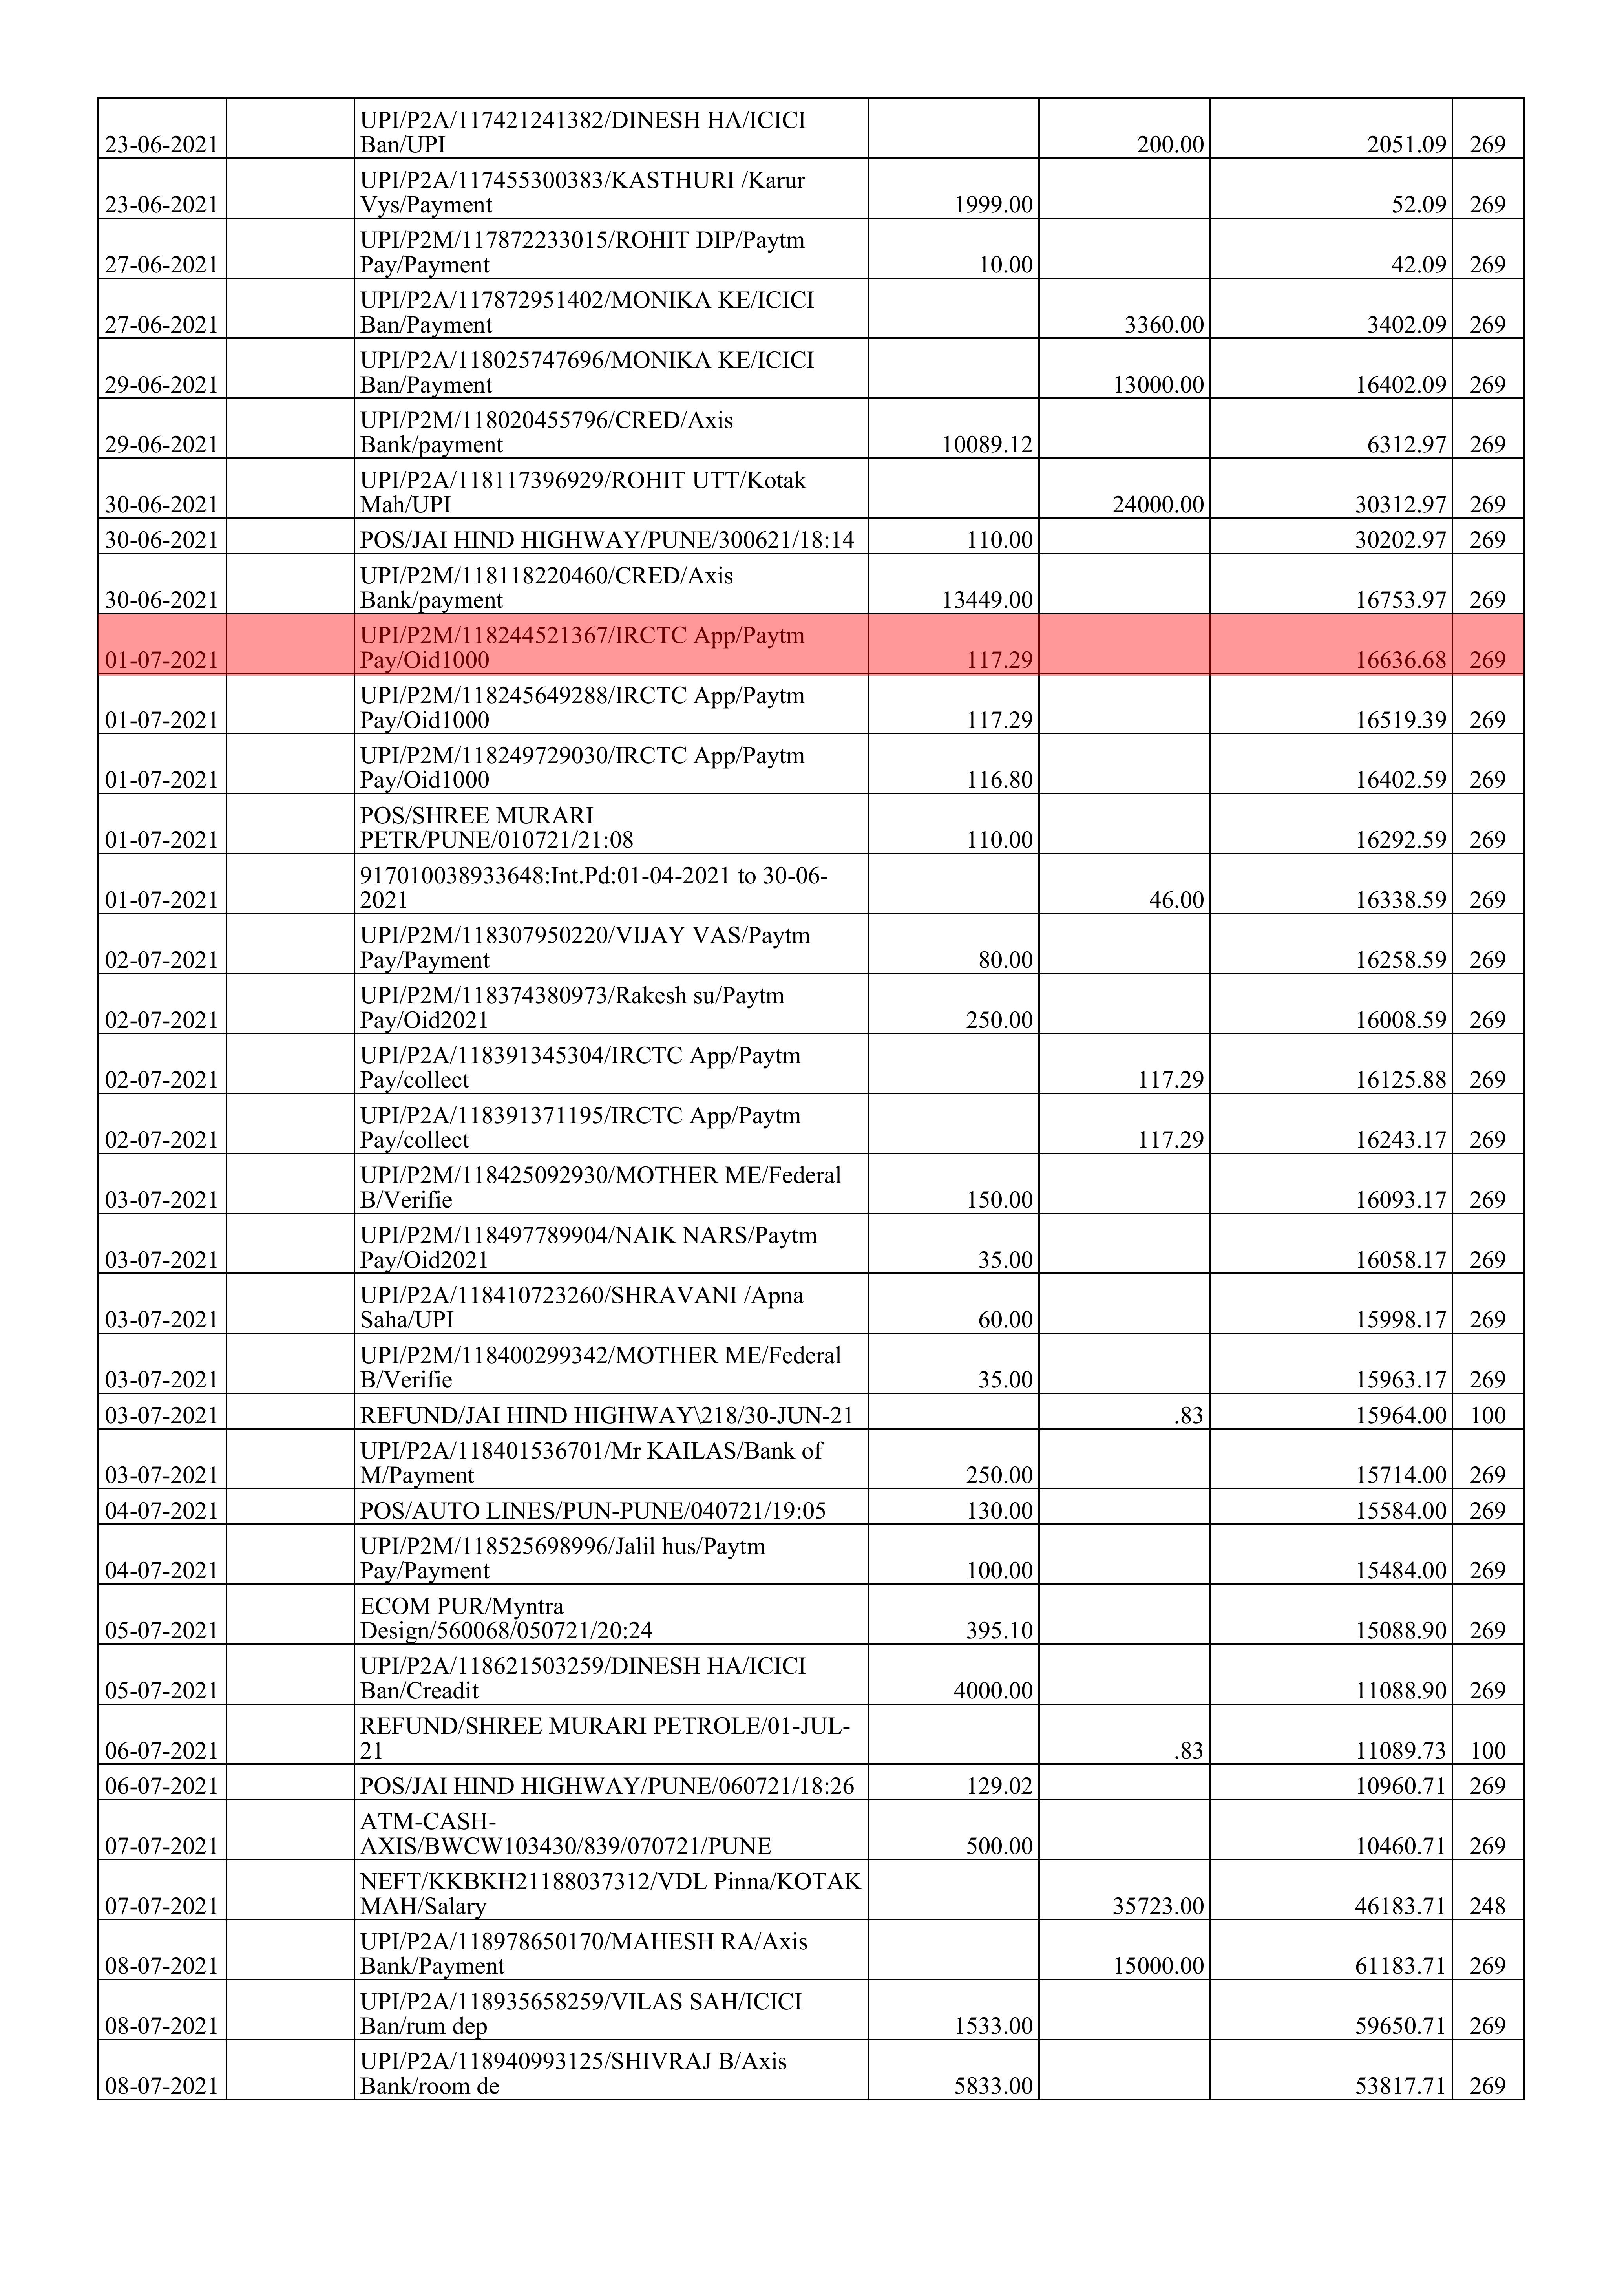 UPI/P2A/117421241382/DINESH HA/ICICI
23-06-2021 Ban/UPI 200.00 2051.09 269
UPI/P2A/117455300383/KASTHURI /Karur
23-06-2021 Vys/Payment 1999.00 52.09 269
UPI/P2M/117872233015/ROHIT DIP/Paytm
27-06-2021 Pay/Payment 10.00 42.09 269
UPI/P2A/117872951402/MONIKA KE/ICICI
27-06-2021 Ban/Payment 3360.00 3402.09 269
UPI/P2A/118025747696/MONIKA KE/ICICI
29-06-2021 Ban/Payment 13000.00 16402.09 269
UPI/P2M/118020455796/CRED/Axis
29-06-2021 Bank/payment 10089.12 6312.97 269
UPI/P2A/118117396929/ROHIT UTT/Kotak
30-06-2021 Mah/UPI 24000.00 30312.97 269
30-06-2021 POS/JAI HIND HIGHWAY/PUNE/300621/18:14 110.00 30202.97 269
UPI/P2M/118118220460/CRED/Axis
30-06-2021 Bank/payment 13449.00 16753.97 269
UPI/P2M/118244521367/IRCTC App/Paytm
01-07-2021 Pay/Oid1000 117.29 16636.68 269
UPI/P2M/118245649288/IRCTC App/Paytm
01-07-2021 Pay/Oid1000 117.29 16519.39 269
UPI/P2M/118249729030/IRCTC App/Paytm
01-07-2021 Pay/Oid1000 116.80 16402.59 269
POS/SHREE MURARI
01-07-2021 PETR/PUNE/010721/21:08 110.00 16292.59 269
917010038933648:Int.Pd:01-04-2021 to 30-06-
01-07-2021 2021 46.00 16338.59 269
UPI/P2M/118307950220/VIJAY VAS/Paytm
02-07-2021 Pay/Payment 80.00 16258.59 269
UPI/P2M/118374380973/Rakesh su/Paytm
02-07-2021 Pay/Oid2021 250.00 16008.59 269
UPI/P2A/118391345304/IRCTC App/Paytm
02-07-2021 Pay/collect 117.29 16125.88 269
UPI/P2A/118391371195/IRCTC App/Paytm
02-07-2021 Pay/collect 117.29 16243.17 269
UPI/P2M/118425092930/MOTHER ME/Federal
03-07-2021 B/Verifie 150.00 16093.17 269
UPI/P2M/118497789904/NAIK NARS/Paytm
03-07-2021 Pay/Oid2021 35.00 16058.17 269
UPI/P2A/118410723260/SHRAVANI /Apna
03-07-2021 Saha/UPI 60.00 15998.17 269
UPI/P2M/118400299342/MOTHER ME/Federal
03-07-2021 B/Verifie 35.00 15963.17 269
03-07-2021 REFUND/JAI HIND HIGHWAY\218/30-JUN-21 .83 15964.00 100
UPI/P2A/118401536701/Mr KAILAS/Bank of
03-07-2021 M/Payment 250.00 15714.00 269
04-07-2021 POS/AUTO LINES/PUN-PUNE/040721/19:05 130.00 15584.00 269
UPI/P2M/118525698996/Jalil hus/Paytm
04-07-2021 Pay/Payment 100.00 15484.00 269
ECOM PUR/Myntra
05-07-2021 Design/560068/050721/20:24 395.10 15088.90 269
UPI/P2A/118621503259/DINESH HA/ICICI
05-07-2021 Ban/Creadit 4000.00 11088.90 269
REFUND/SHREE MURARI PETROLE/01-JUL-
06-07-2021 21 .83 11089.73 100
06-07-2021 POS/JAI HIND HIGHWAY/PUNE/060721/18:26 129.02 10960.71 269
ATM-CASH-
07-07-2021 AXIS/BWCW103430/839/070721/PUNE 500.00 10460.71 269
NEFT/KKBKH21188037312/VDL Pinna/KOTAK
07-07-2021 MAH/Salary 35723.00 46183.71 248
UPI/P2A/118978650170/MAHESH RA/Axis
08-07-2021 Bank/Payment 15000.00 61183.71 269
UPI/P2A/118935658259/VILAS SAH/ICICI
08-07-2021 Ban/rum dep 1533.00 59650.71 269
UPI/P2A/118940993125/SHIVRAJ B/Axis
08-07-2021 Bank/room de 5833.00 53817.71 269